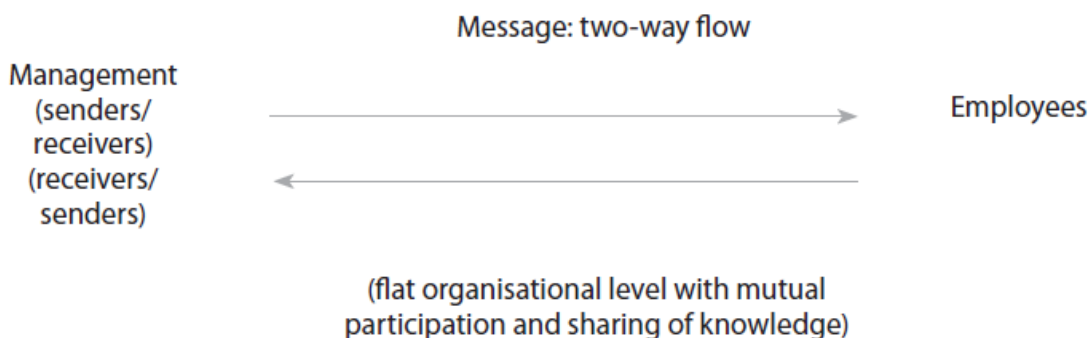 Message: two-way flow
Management
(senders/
receivers)
(receivers/
senders)
Employees
(flat organisational level with mutual
participation and sharing of knowledge)